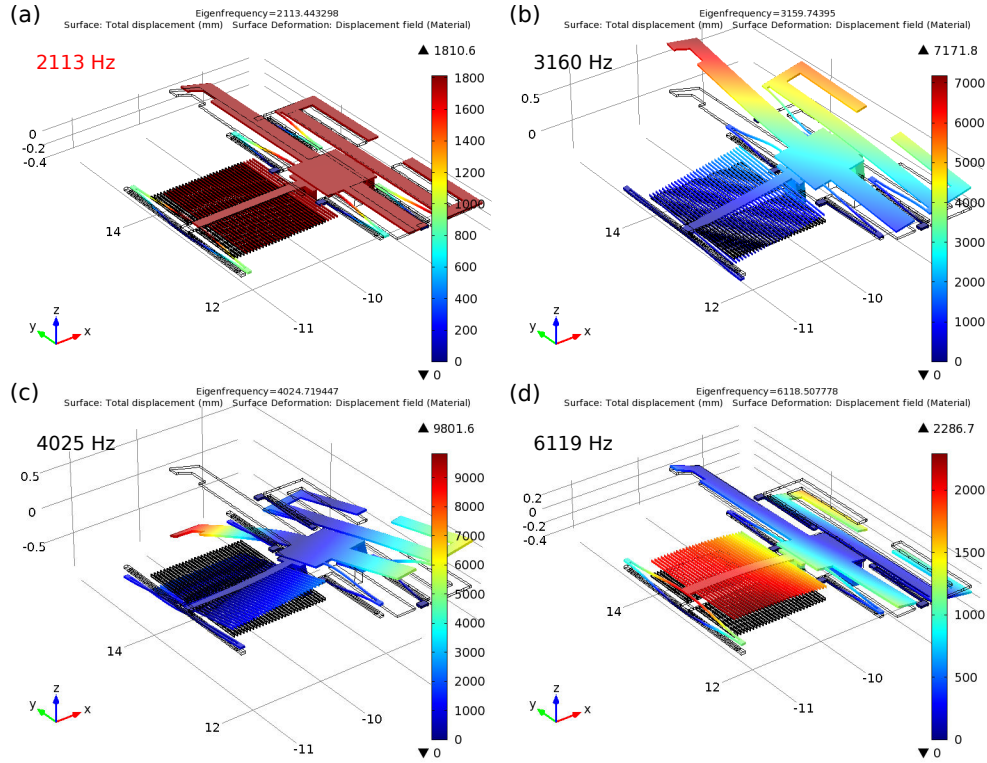 (a)
Eigenfrequency=2113.443298
Surface: Total displacement (mm) Surface Deformation: Displacement field (Material)
2113 Hz
▲ 1810.6
1800
1600
1400
1200
1000
800
600
400
200
0
▼ 0
0
-0.2
-0.4
14
12
-10
-11
z
y
x
(b)
Eigenfrequency=3159.74395
Surface: Total displacement (mm) Surface Deformation: Displacement field (Material)
3160 Hz
▲ 7171.8
7000
6000
5000
4000
3000
2000
1000
0
▼ 0
0.5
0
14
12
-10
-11
z
y
x
(c)
Eigenfrequency=4024.719447
Surface: Total displacement (mm) Surface Deformation: Displacement field (Material)
4025 Hz
▲ 9801.6
9000
8000
7000
6000
5000
4000
3000
2000
1000
0
▼ 0
0.5
0
-0.5
14
12
-10
-11
z
y
x
(d)
Eigenfrequency=6118.507778
Surface: Total displacement (mm) Surface Deformation: Displacement field (Material)
6119 Hz
▲ 2286.7
2000
1500
1000
500
0
▼ 0
0.2
0
-0.2
-0.4
14
12
-10
-11
z
y
x